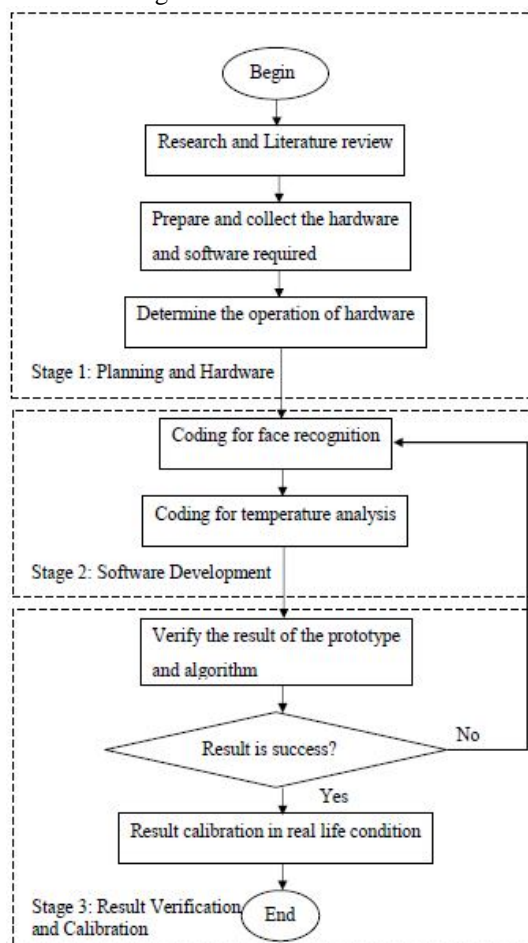 Begin
Research and Literature review
Prepare and collect the hardware
and software required
Determine the operation of hardware
Stage 1: Planning and Hardware
Coding for face recognition
Coding for temperature analysis
Stage 2: Software Development
Verify the result of the prototype
and algorithm
Result is success?
No
Yes
Result calibration in real life condition
Stage 3: Result Verification
and Calibration
End